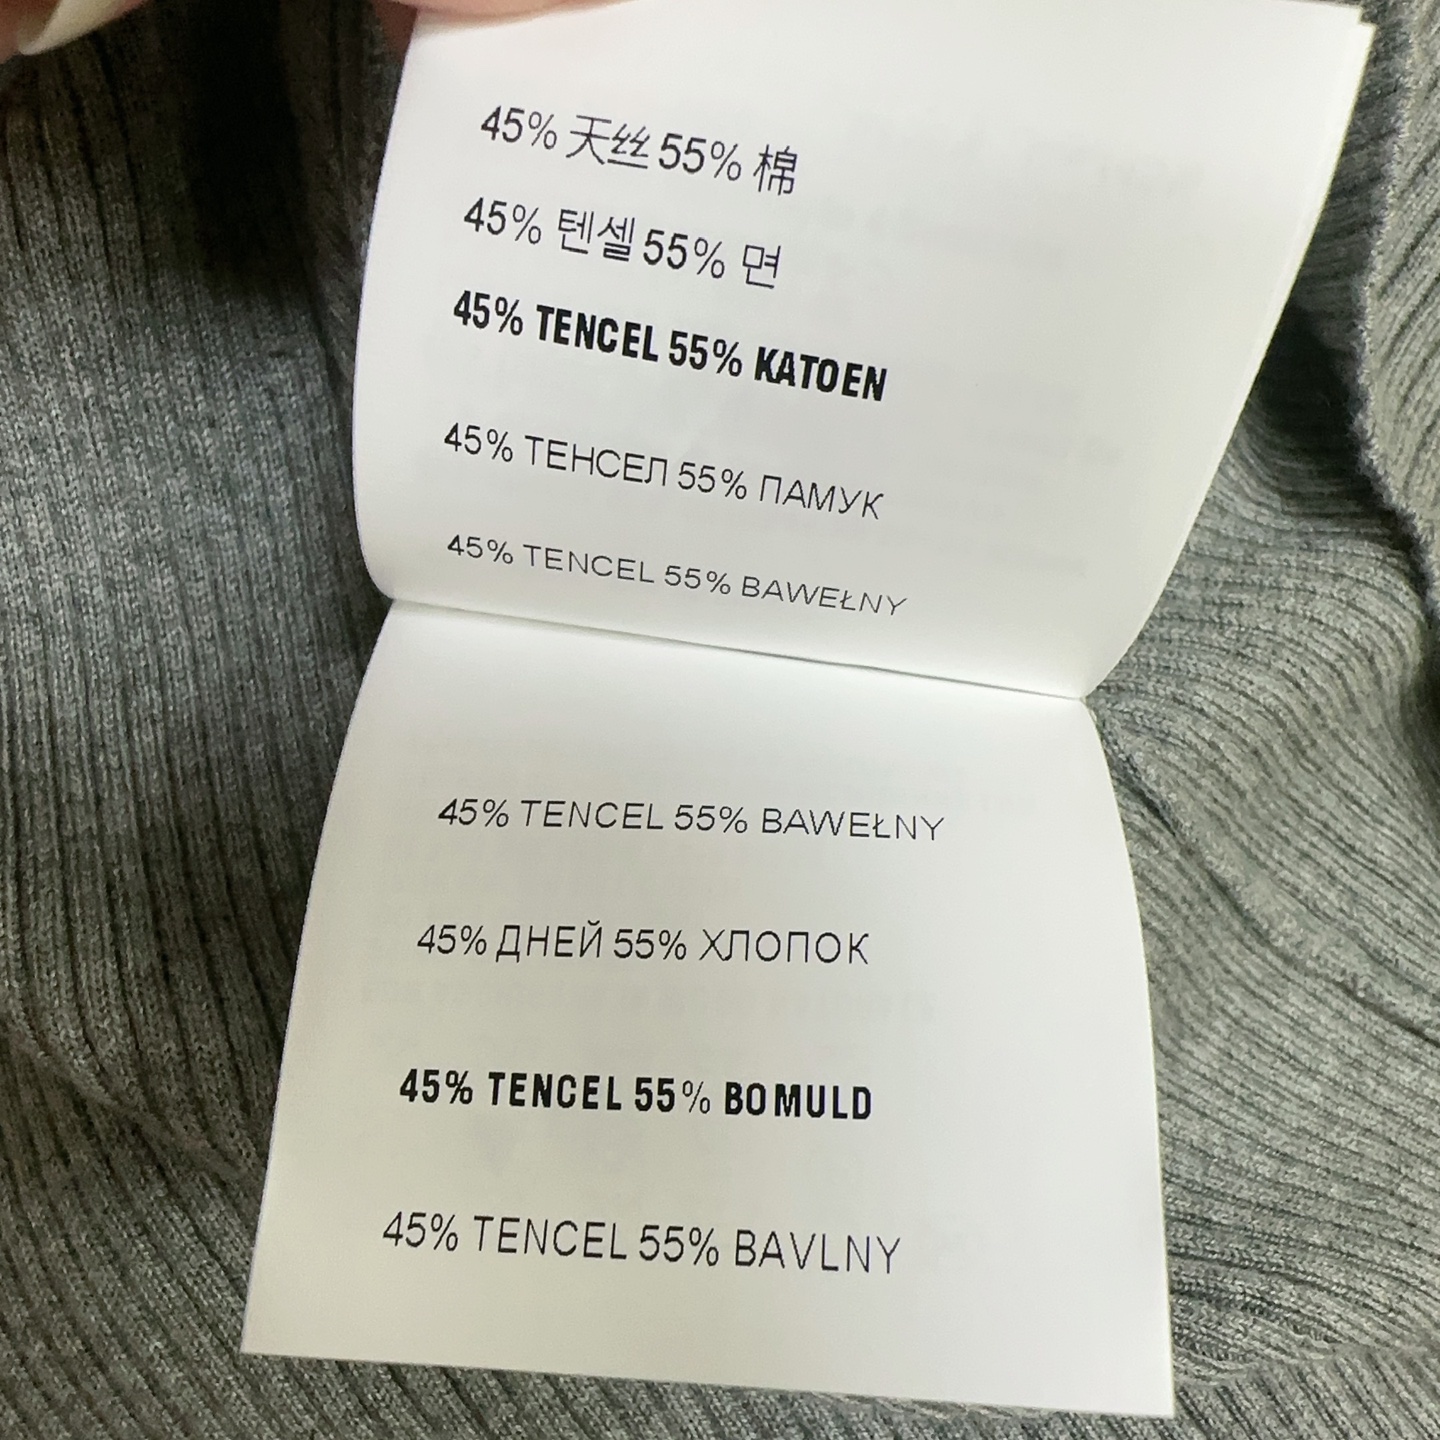 45% 天丝 55% 棉
45% 텐셀 55% 면
45% TENCEL 55% KATOEN
45% ТЕНСЕЛ 55% ПАМУК
45% TENCEL 55% BAWEŁNY
45% TENCEL 55% BAWEŁNY
45% ДНЕЙ 55% ХЛОПОК
45% TENCEL 55% BOMULD
45% TENCEL 55% BAVLNY